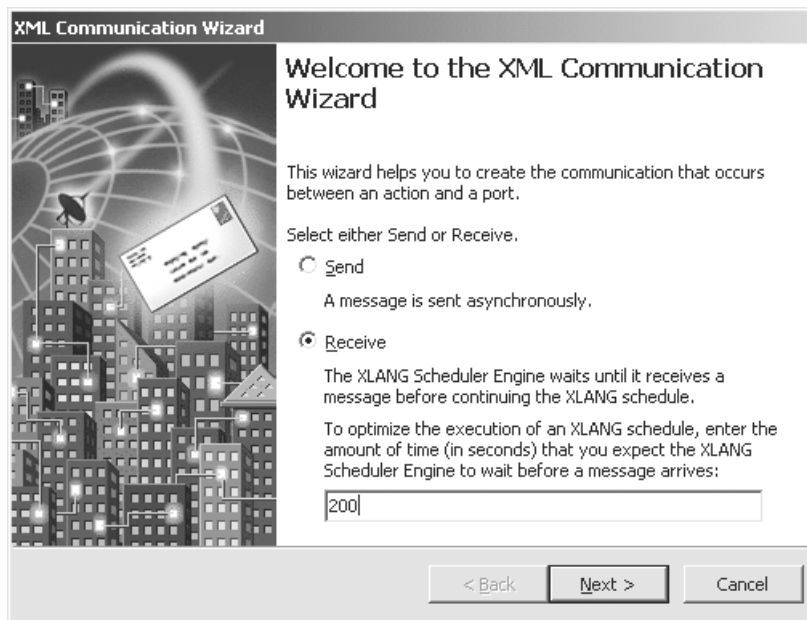 XML Communication Wizard
Welcome to the XML Communication
Wizard
This wizard helps you to create the communication that occurs
between an action and a port.
Select either Send or Receive.
Send
A message is sent asynchronously.
Receive
The XLANG Scheduler Engine waits until it receives a
message before continuing the XLANG schedule.
To optimize the execution of an XLANG schedule, enter the
amount of time (in seconds) that you expect the XLANG
Scheduler Engine to wait before a message arrives:
200
< Back
Next >
Cancel